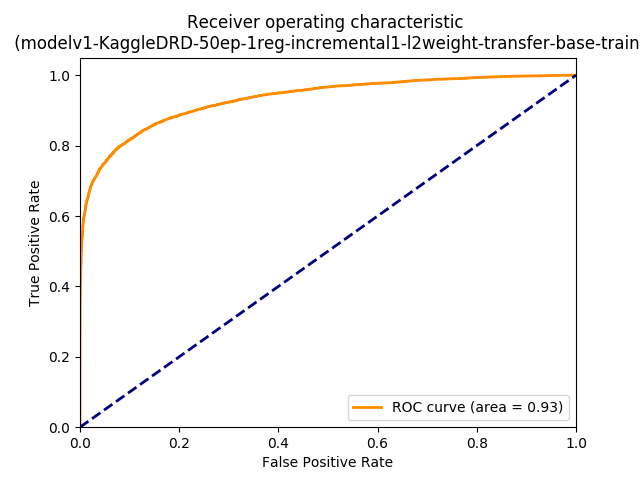 Receiver operating characteristic
(modelv1-KaggleDRD-50ep-1reg-incremental1-l2weight-transfer-base-train
1.0
0.8
0.6
0.4
0.2
0.0
True Positive Rate
ROC curve (area = 0.93)
0.0 0.2 0.4 0.6 0.8 1.0
False Positive Rate